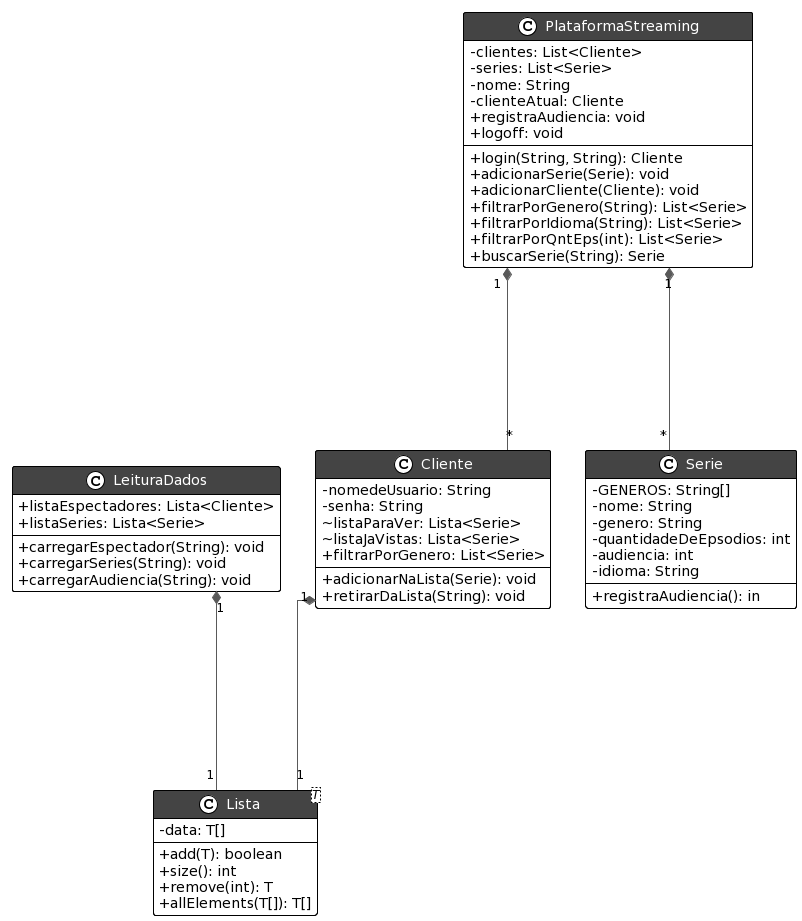 C PlataformaStreaming
-clientes: List<Cliente>
-series: List<Serie>
-nome: String
-clienteAtual: Cliente
+registraAudiencia: void
+logoff: void
+login(String, String): Cliente
+adicionarSerie(Serie): void
+adicionarCliente(Cliente): void
+filtrarPorGenero(String): List<Serie>
+filtrarPorIdioma(String): List<Serie>
+filtrarPorQntEps(int): List<Serie>
+buscarSerie(String): Serie
1
1
*
*
C LeituraDados
+listaEspectadores: Lista<Cliente>
+listaSeries: Lista<Serie>
+carregarEspectador(String): void
+carregarSeries(String): void
+carregarAudiencia(String): void
1
C Cliente
-nomedeUsuario: String
-senha: String
~listaParaVer: Lista<Serie>
~listaJaVistas: Lista<Serie>
+filtrarPorGenero: List<Serie>
+adicionarNaLista(Serie): void
+retirarDaLista(String): void
1
C Serie
-GENEROS: String[]
-nome: String
-genero: String
-quantidadeDeEpsodios: int
-audiencia: int
-idioma: String
+registraAudiencia(): in
1
1
C Lista
T
-data: T[]
+add(T): boolean
+size(): int
+remove(int): T
+allElements(T[]): T[]